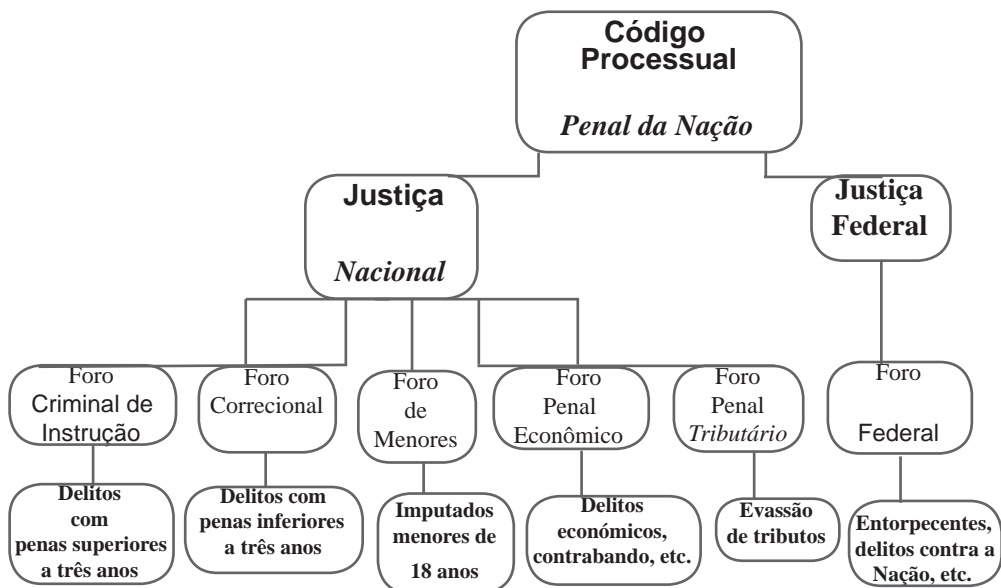 Código
Processual
Penal da Nação
Justiça
Nacional
Justiça
Federal
Foro
Criminal de
Instrução
Foro
Correcional
Foro
de
Menores
Foro
Penal
Econômico
Foro
Penal
Tributário
Foro
Federal
Delitos
com
penas superiores
a três anos
Delitos com
penas inferiores
a três anos
Imputados
menores de
18 anos
Delitos
económicos,
contrabando, etc.
Evassão
de tributos
Entorpecentes,
delitos contra a
Nação, etc.